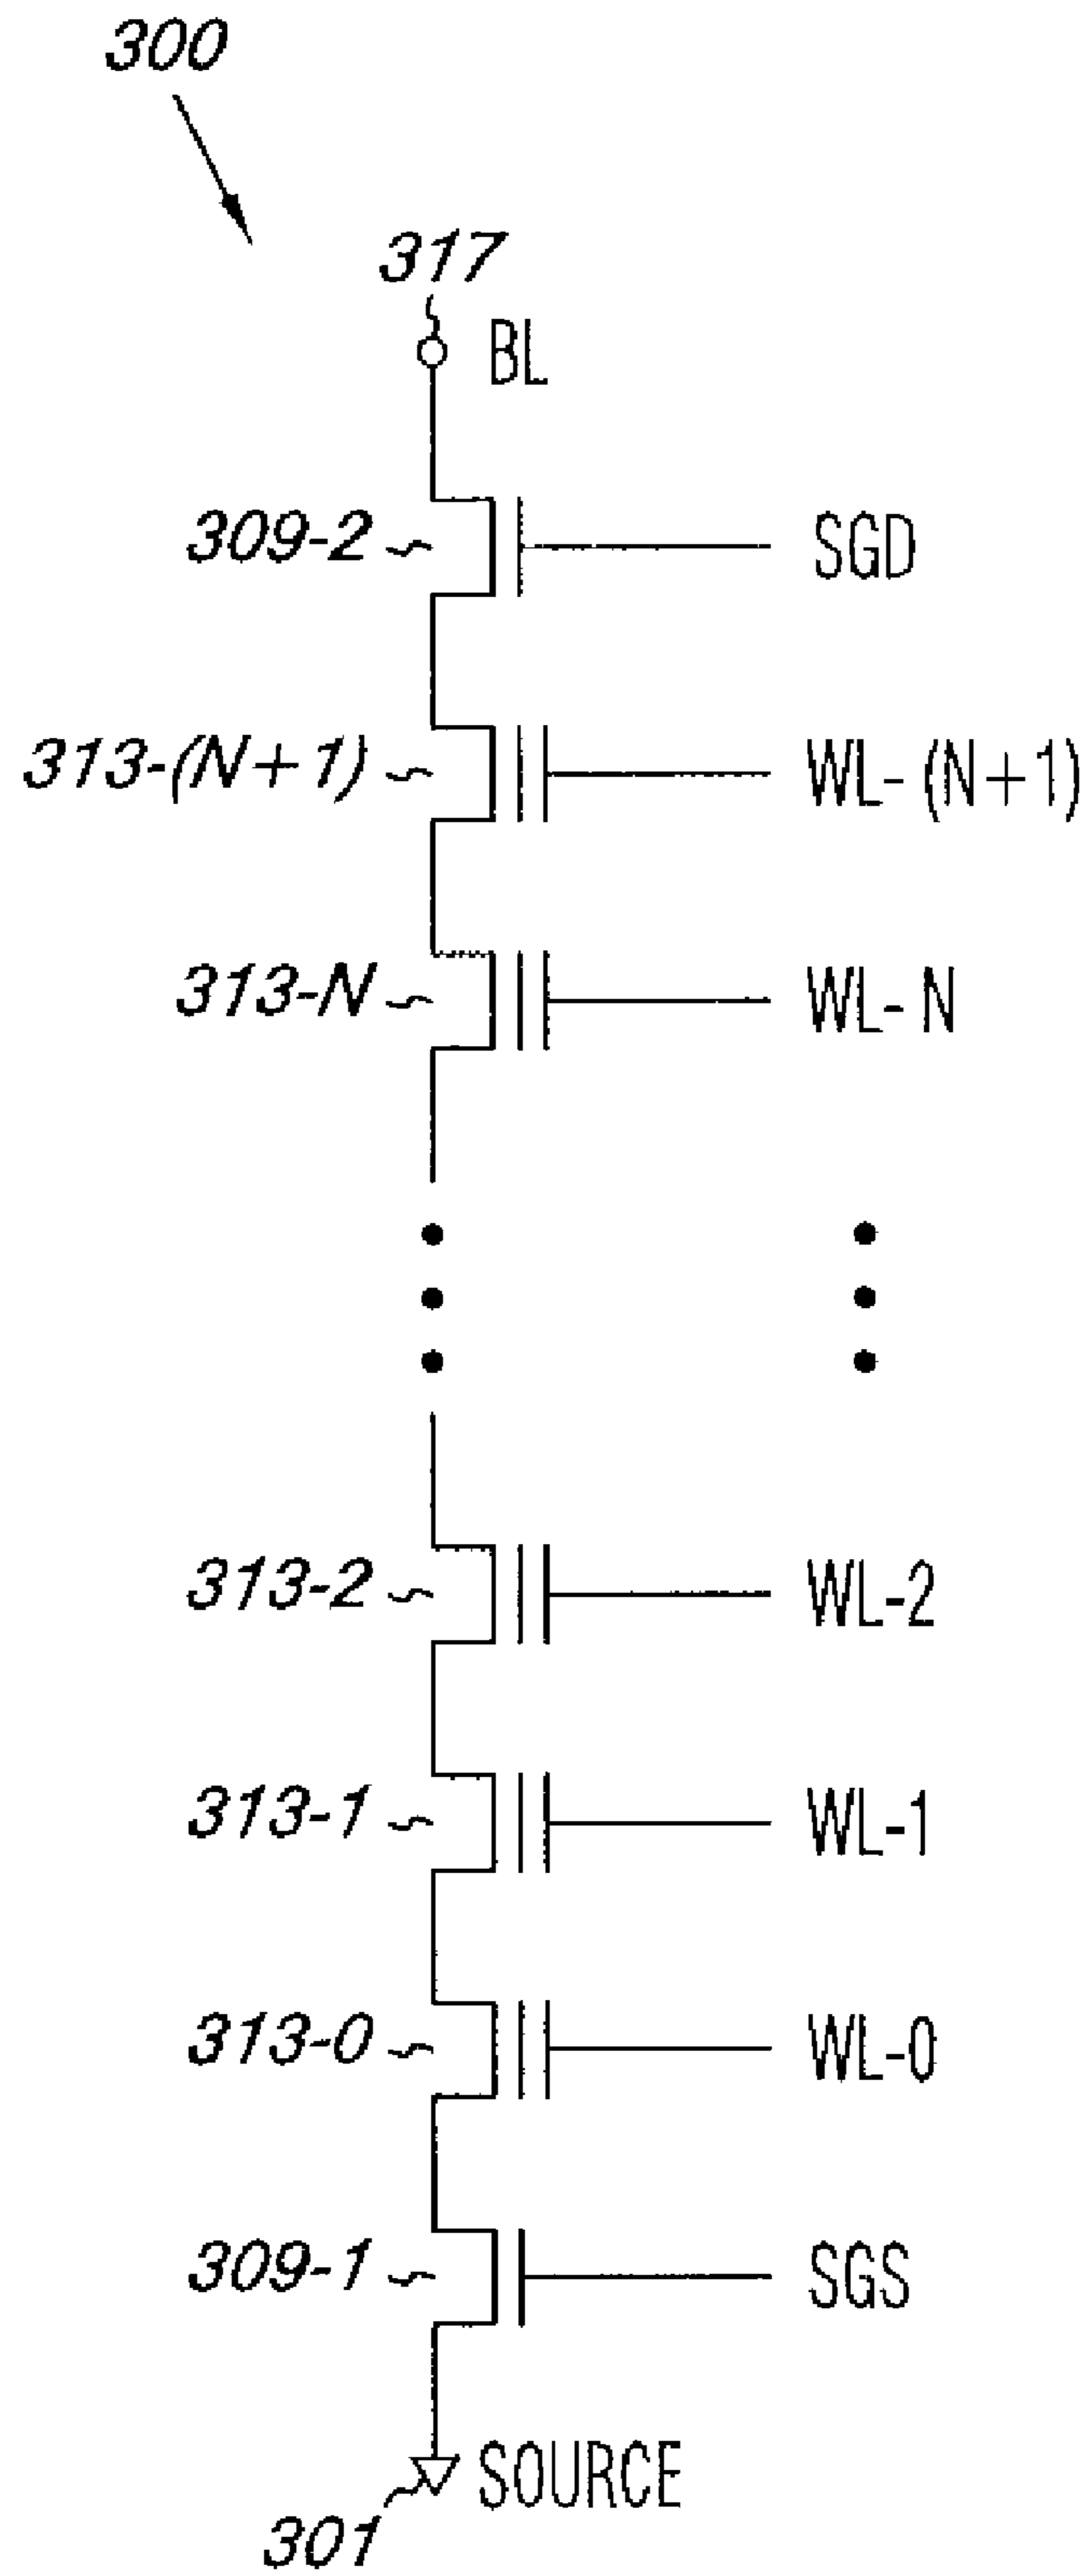 300
317
BL
309-2 SGD
313-(N+1) WL-(N+1)
313-N WL-N
313-2 WL-2
313-1 WL-1
313-0 WL-0
309-1 SGS
SOURCE
301